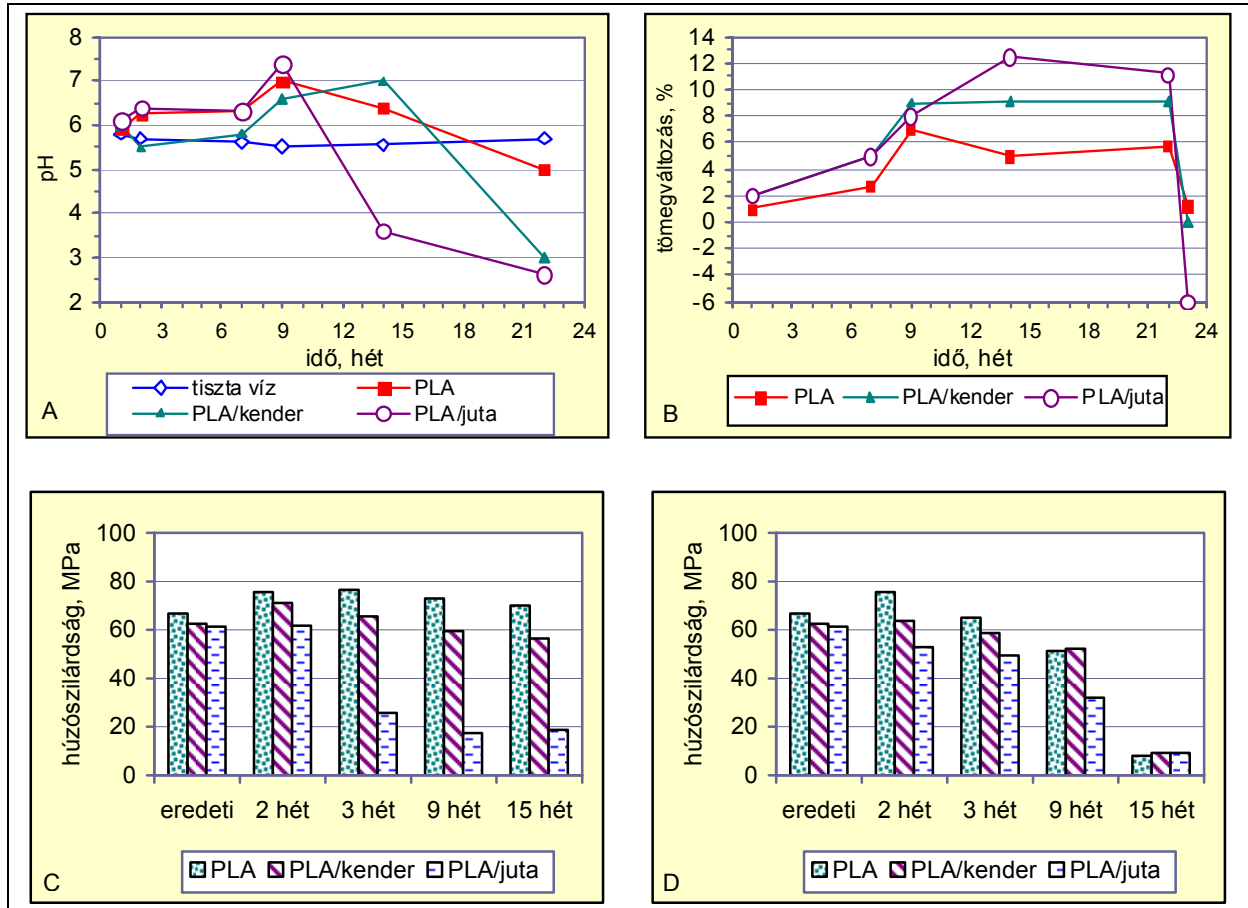 8
7
6
5
4
3
2
pH
0 3 6 9 12 15 18 21 24
idő, hét
tiszta víz PLA
PLA/kender PLA/juta
A
14
12
10
8
6
4
2
0
-2
-4
-6
tömegváltozás, %
0 3 6 9 12 15 18 21 24
idő, hét
PLA PLA/kender PLA/juta
B
100
80
60
40
20
0
húzószilárdság, MPa
eredeti 2 hét 3 hét 9 hét 15 hét
PLA PLA/kender PLA/juta
C
100
80
60
40
20
0
húzószilárdság, MPa
eredeti 2 hét 3 hét 9 hét 15 hét
PLA PLA/kender PLA/juta
D